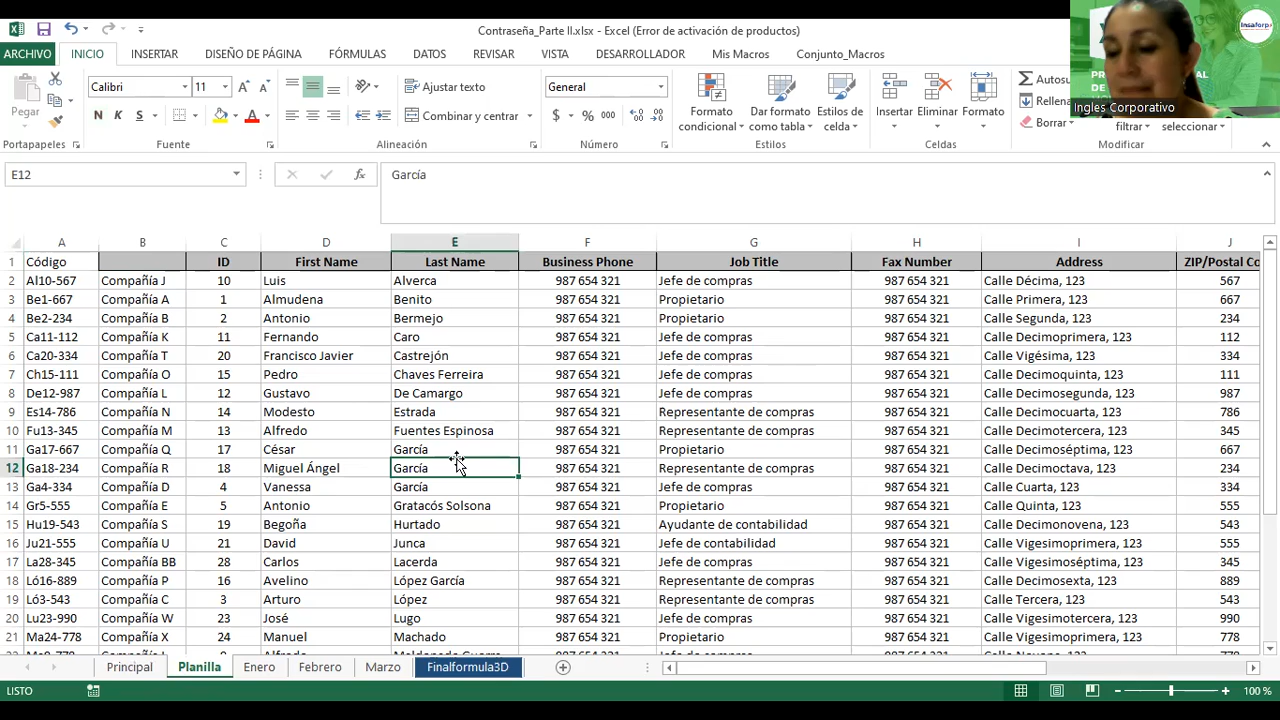 Contraseña_Parte II.xlsx - Excel (Error de activación de productos)
Insaforp
ARCHIVO INICIO INSERTAR DISEÑO DE PÁGINA FÓRMULAS DATOS REVISAR VISTA DESARROLLADOR Mis Macros Conjunto_Macros
Pegar
Calibri 11
N K S
Ajustar texto
Combinar y centrar
General
$ % 000
Formato condicional
Dar formato como tabla
Estilos de celda
Insertar
Eliminar
Formato
Autosu
Rellena
Borrar
filtrar
seleccionar
Ingles Corporativo
Portapapeles Fuente Alineación Número Estilos Celdas Modificar
E12 fx García
A B C D E F G H I J
1 Código ID First Name Last Name Business Phone Job Title Fax Number Address ZIP/Postal Co
2 Al10-567 Compañía J 10 Luis Alverca 987 654 321 Jefe de compras 987 654 321 Calle Décima, 123 567
3 Be1-667 Compañía A 1 Almudena Benito 987 654 321 Propietario 987 654 321 Calle Primera, 123 667
4 Be2-234 Compañía B 2 Antonio Bermejo 987 654 321 Propietario 987 654 321 Calle Segunda, 123 234
5 Ca11-112 Compañía K 11 Fernando Caro 987 654 321 Jefe de compras 987 654 321 Calle Decimoprimera, 123 112
6 Ca20-334 Compañía T 20 Francisco Javier Castrejón 987 654 321 Jefe de compras 987 654 321 Calle Vigésima, 123 334
7 Ch15-111 Compañía O 15 Pedro Chaves Ferreira 987 654 321 Jefe de compras 987 654 321 Calle Decimoquinta, 123 111
8 De12-987 Compañía L 12 Gustavo De Camargo 987 654 321 Jefe de compras 987 654 321 Calle Decimosegunda, 123 987
9 Es14-786 Compañía N 14 Modesto Estrada 987 654 321 Representante de compras 987 654 321 Calle Decimocuarta, 123 786
10 Fu13-345 Compañía M 13 Alfredo Fuentes Espinosa 987 654 321 Representante de compras 987 654 321 Calle Decimotercera, 123 345
11 Ga17-667 Compañía Q 17 César García 987 654 321 Propietario 987 654 321 Calle Decimoséptima, 123 667
12 Ga18-234 Compañía R 18 Miguel Ángel García 987 654 321 Representante de compras 987 654 321 Calle Decimoctava, 123 234
13 Ga4-334 Compañía D 4 Vanessa García 987 654 321 Jefe de compras 987 654 321 Calle Cuarta, 123 334
14 Gr5-555 Compañía E 5 Antonio Gratacós Solsona 987 654 321 Propietario 987 654 321 Calle Quinta, 123 555
15 Hu19-543 Compañía S 19 Begoña Hurtado 987 654 321 Ayudante de contabilidad 987 654 321 Calle Decimonovena, 123 543
16 Ju21-555 Compañía U 21 David Junca 987 654 321 Jefe de contabilidad 987 654 321 Calle Vigesimoprimera, 123 555
17 La28-345 Compañía BB 28 Carlos Lacerda 987 654 321 Jefe de compras 987 654 321 Calle Vigesimoséptima, 123 345
18 Ló16-889 Compañía P 16 Avelino López García 987 654 321 Representante de compras 987 654 321 Calle Decimosexta, 123 889
19 Ló3-543 Compañía C 3 Arturo López 987 654 321 Representante de compras 987 654 321 Calle Tercera, 123 543
20 Lu23-990 Compañía W 23 José Lugo 987 654 321 Jefe de compras 987 654 321 Calle Vigesimotercera, 123 990
21 Ma24-778 Compañía X 24 Manuel Machado 987 654 321 Propietario 987 654 321 Calle Vigesimoprimera, 123 778
Principal Planilla Enero Febrero Marzo Finalformula3D
LISTO 100 %